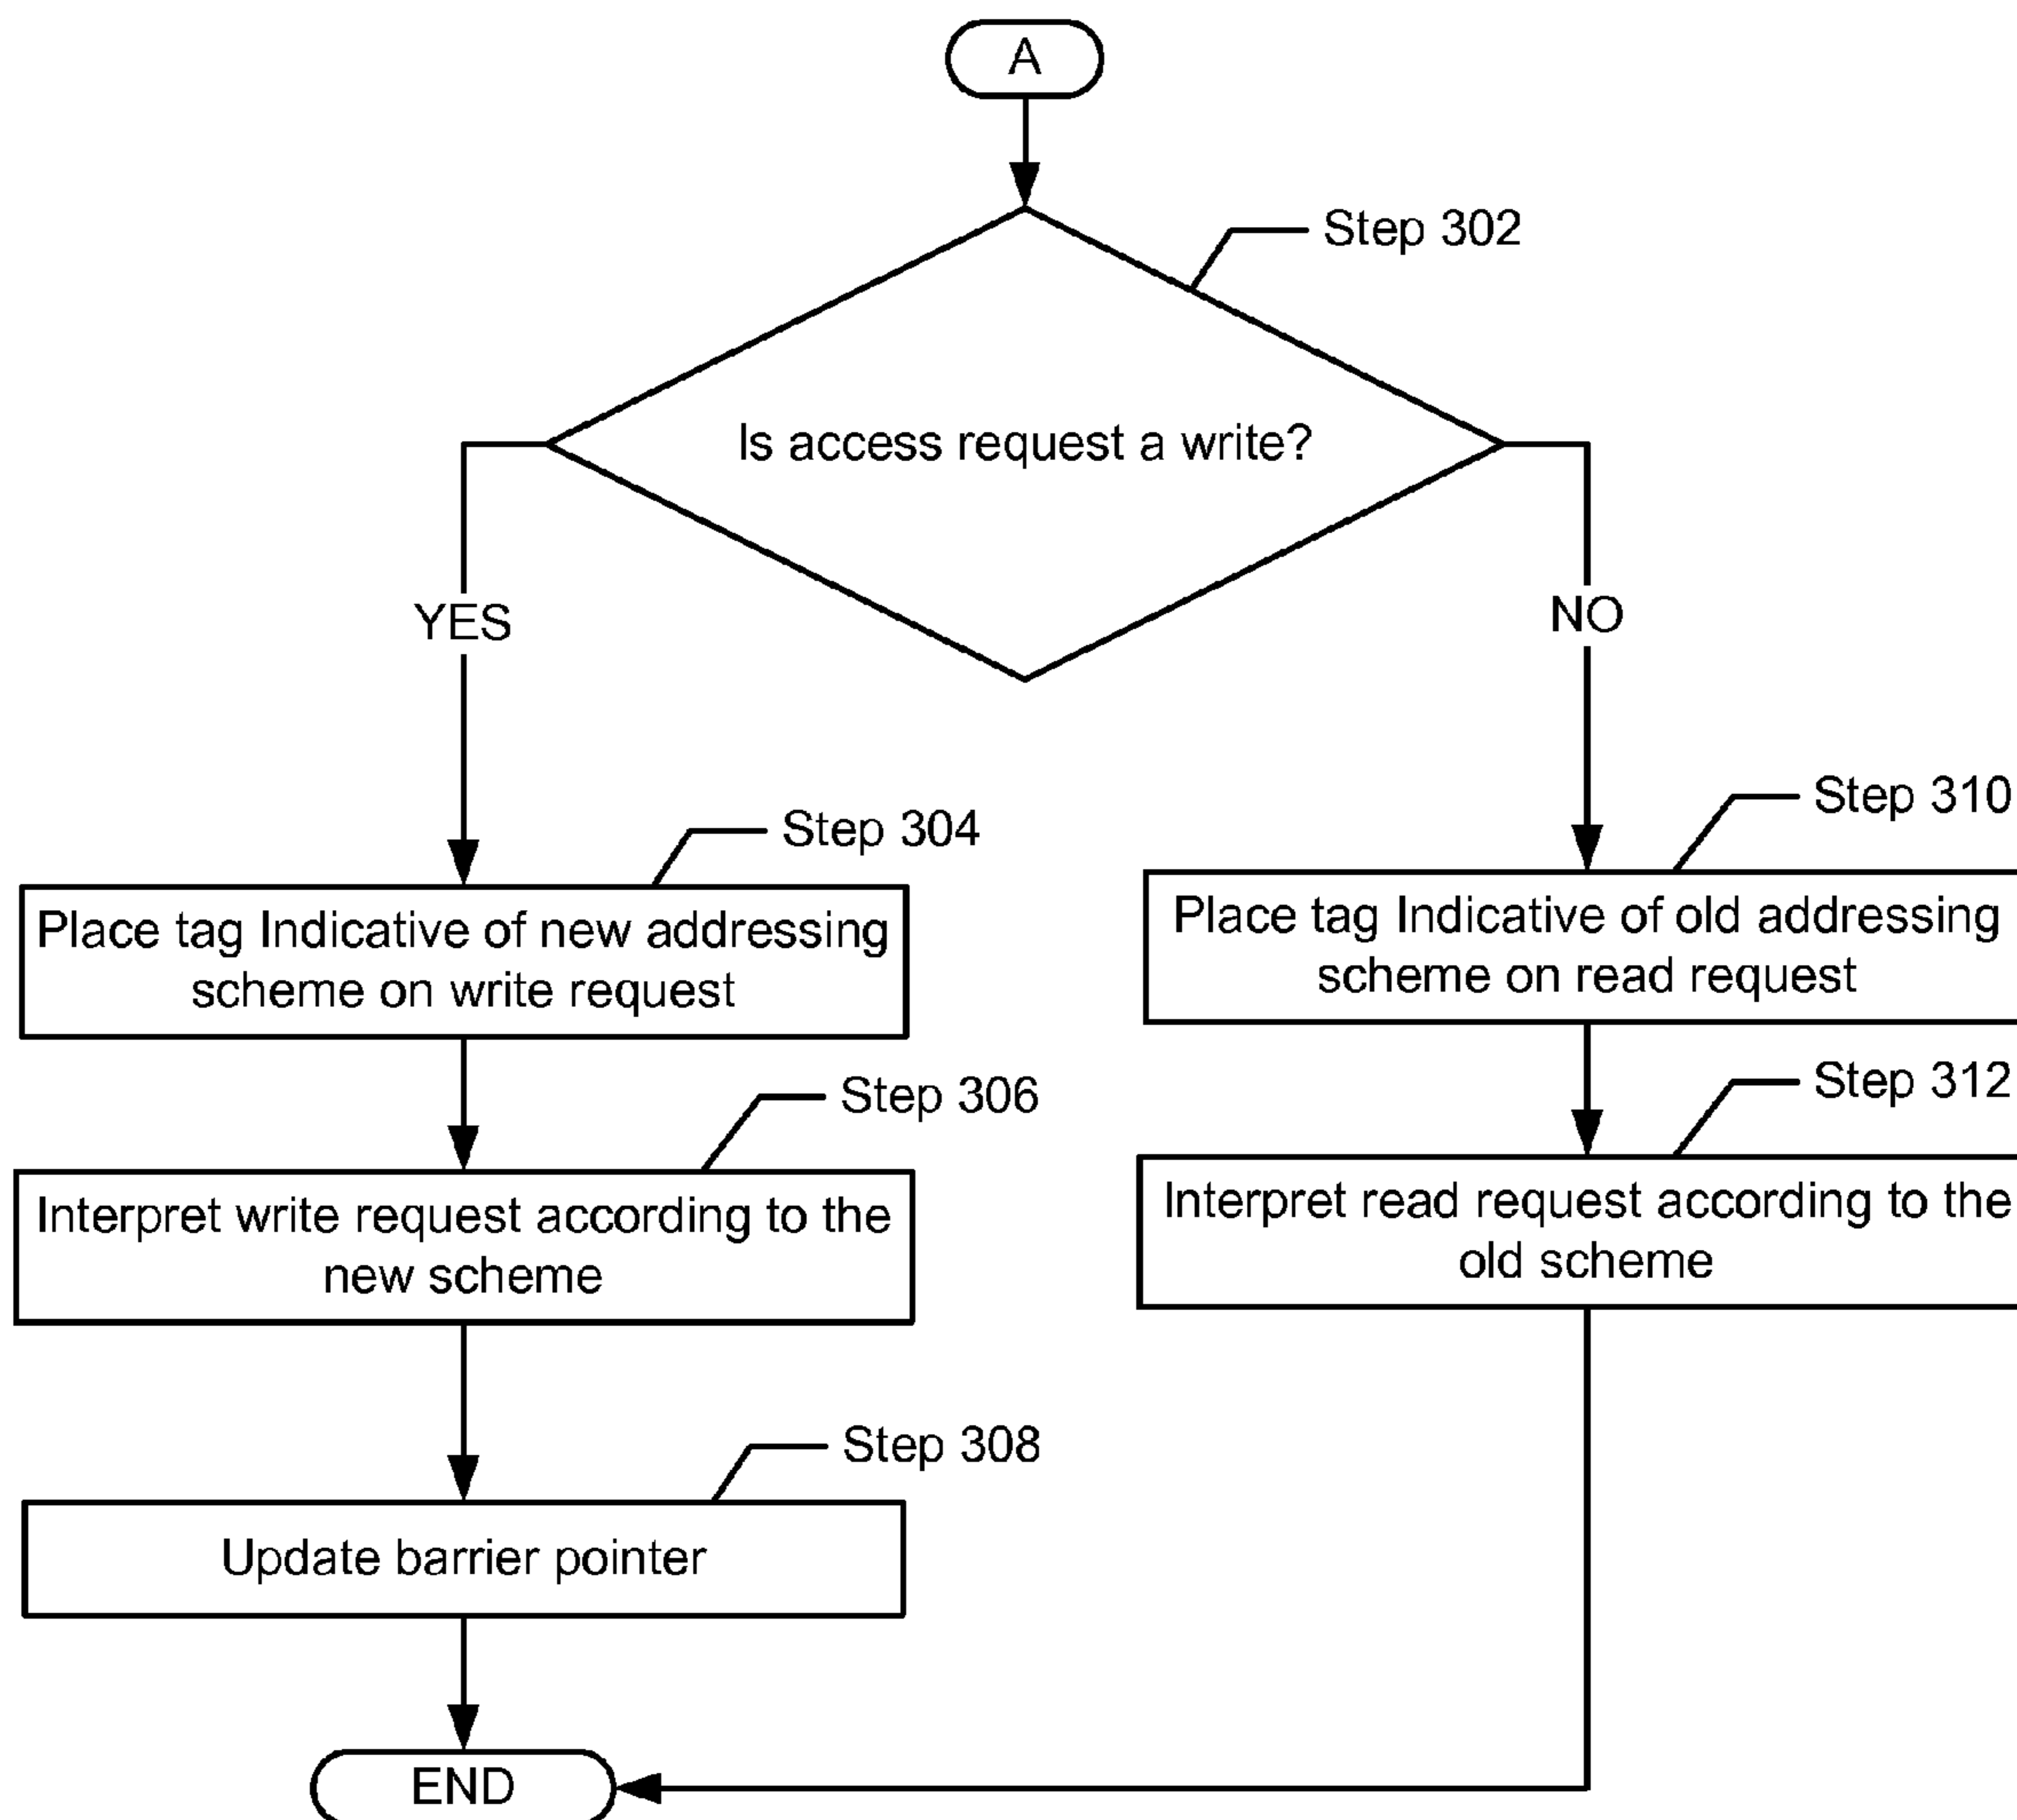 A
Step 302
Is access request a write?
YES
NO
Step 304
Step 310
Place tag Indicative of new addressing
scheme on write request
Place tag Indicative of old addressing
scheme on read request
Step 306
Step 312
Interpret write request according to the
new scheme
Interpret read request according to the
old scheme
Step 308
Update barrier pointer
END